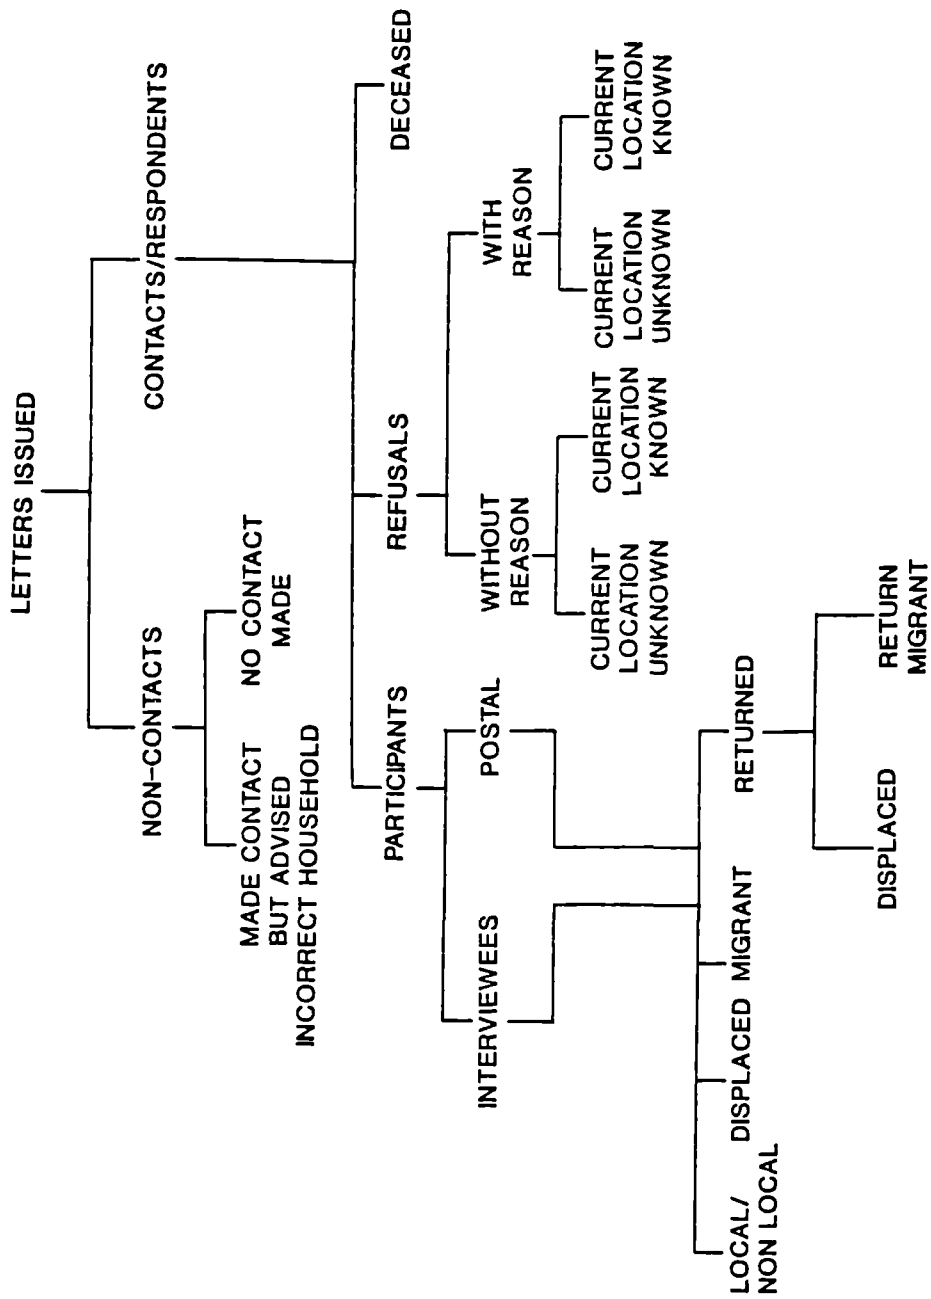 LETTERS ISSUED
NON-CONTACTS
CONTACTS/RESPONDENTS
MADE CONTACT
BUT ADVISED
INCORRECT HOUSEHOLD
NO CONTACT
MADE
PARTICIPANTS
REFUSALS
DECEASED
INTERVIEWEES
POSTAL
WITHOUT
REASON
WITH
REASON
CURRENT
LOCATION
UNKNOWN
CURRENT
LOCATION
KNOWN
CURRENT
LOCATION
UNKNOWN
CURRENT
LOCATION
KNOWN
LOCAL/
NON LOCAL
DISPLACED
MIGRANT
RETURNED
DISPLACED
RETURN
MIGRANT